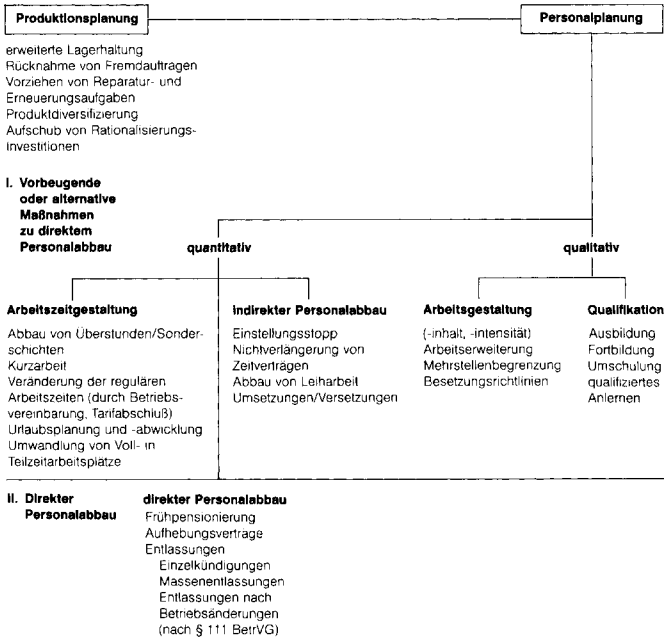 Produktionsplanung
Personalplanung
erweiterte Lagerhaltung
Rücknahme von Fremdaufträgen
Vorziehen von Reparatur- und
Erneuerungsaufgaben
Produktdiversifizierung
Aufschub von Rationalisierungs-
Investitionen
I. Vorbeugende
oder alternative
Maßnahmen
zu direktem
Personalabbau
quantitativ
qualitativ
Arbeitszeitgestaltung
Abbau von Überstunden/Sonder-
schichten
Kurzarbeit
Veränderung der regulären
Arbeitszeiten (durch Betriebs-
vereinbarung, Tarifabschluß)
Urlaubsplanung und -abwicklung
Umwandlung von Voll- in
Teilzeitarbeitsplätze
indirekter Personalabbau
Einstellungsstopp
Nichtverlängerung von
Zeitverträgen
Abbau von Leiharbeit
Umsetzungen/Versetzungen
Arbeitsgestaltung
(-inhalt, -intensität)
Arbeitserweiterung
Mehrstellenbegrenzung
Besetzungsrichtlinien
Qualifikation
Ausbildung
Fortbildung
Umschulung
qualifiziertes
Anlernen
II. Direkter
Personalabbau
direkter Personalabbau
Frühpensionierung
Aufhebungsverträge
Entlassungen
Einzelkündigungen
Massenentlassungen
Entlassungen nach
Betriebsänderungen
(nach § 111 BetrVG)